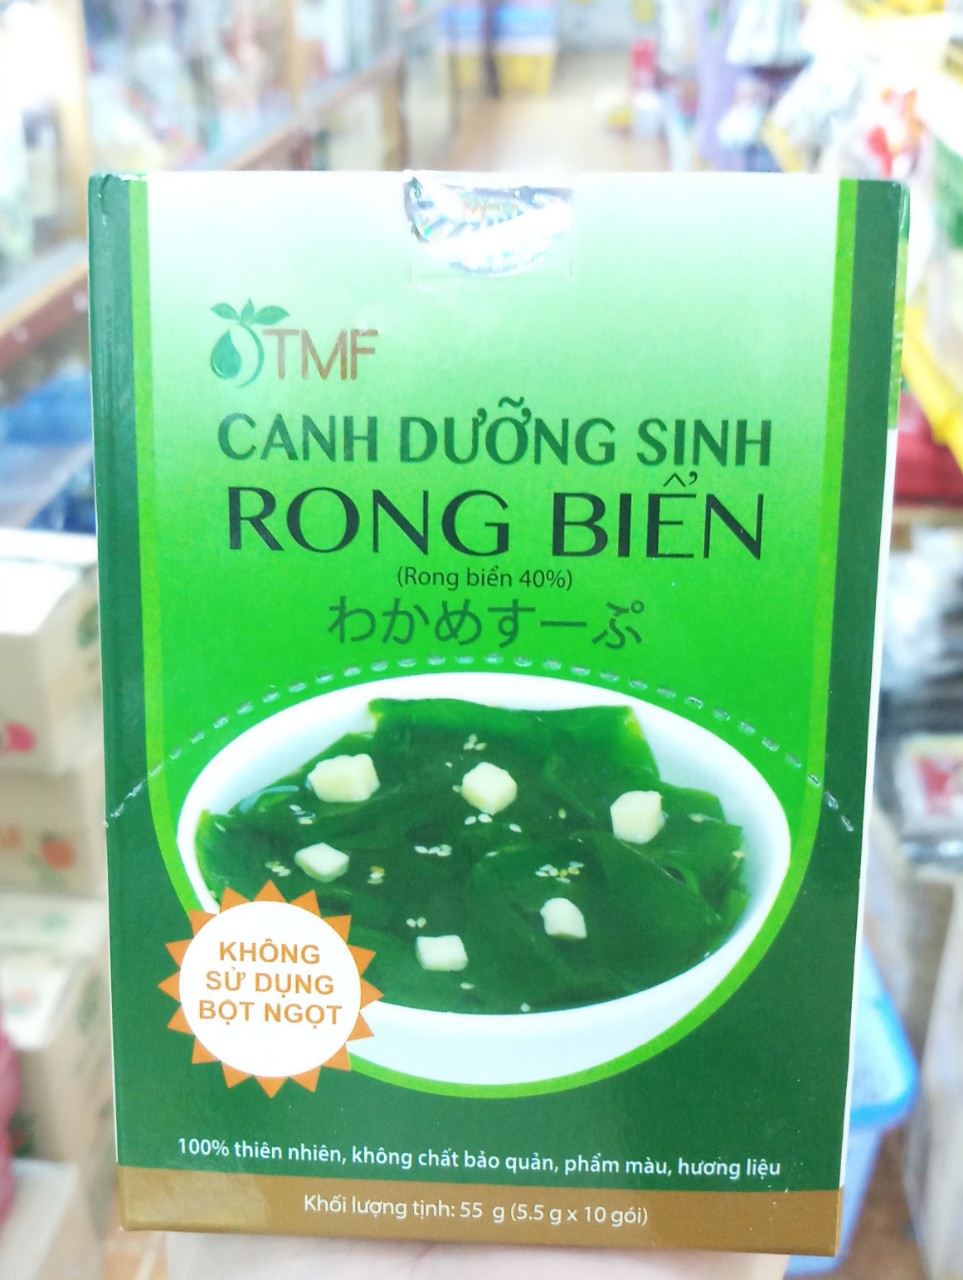 TMF
CANH DƯỠNG SINH
RONG BIỂN
(Rong biển 40%)
わかめすーぷ
KHÔNG
SỬ DỤNG
BỘT NGỌT
100% thiên nhiên, không chất bảo quản, phẩm màu, hương liệu
Khối lượng tịnh: 55 g (5.5 g x 10 gói)